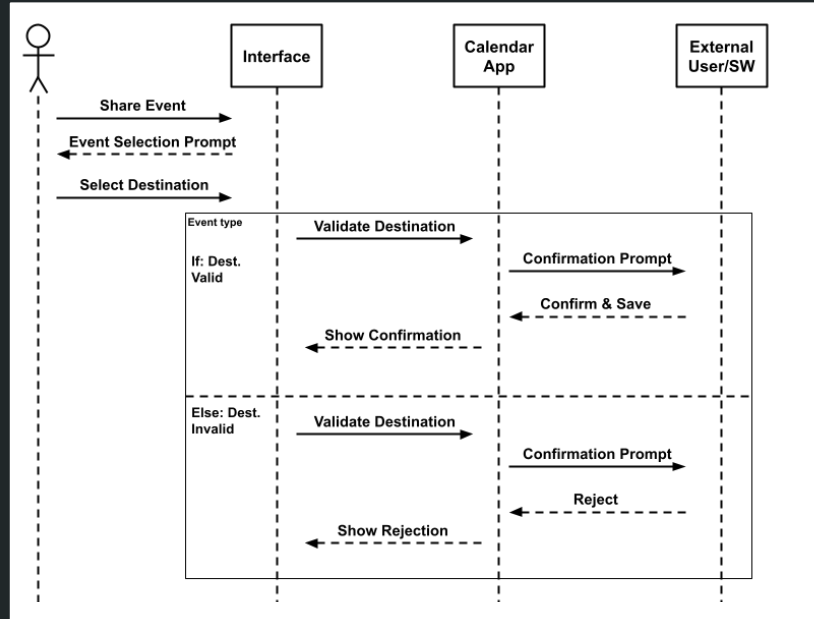 Interface
Calendar
App
External
User/SW
Share Event
Event Selection Prompt
Select Destination
Event type
Validate Destination
If: Dest.
Valid
Confirmation Prompt
Confirm & Save
Show Confirmation
Else: Dest.
Invalid
Validate Destination
Confirmation Prompt
Reject
Show Rejection